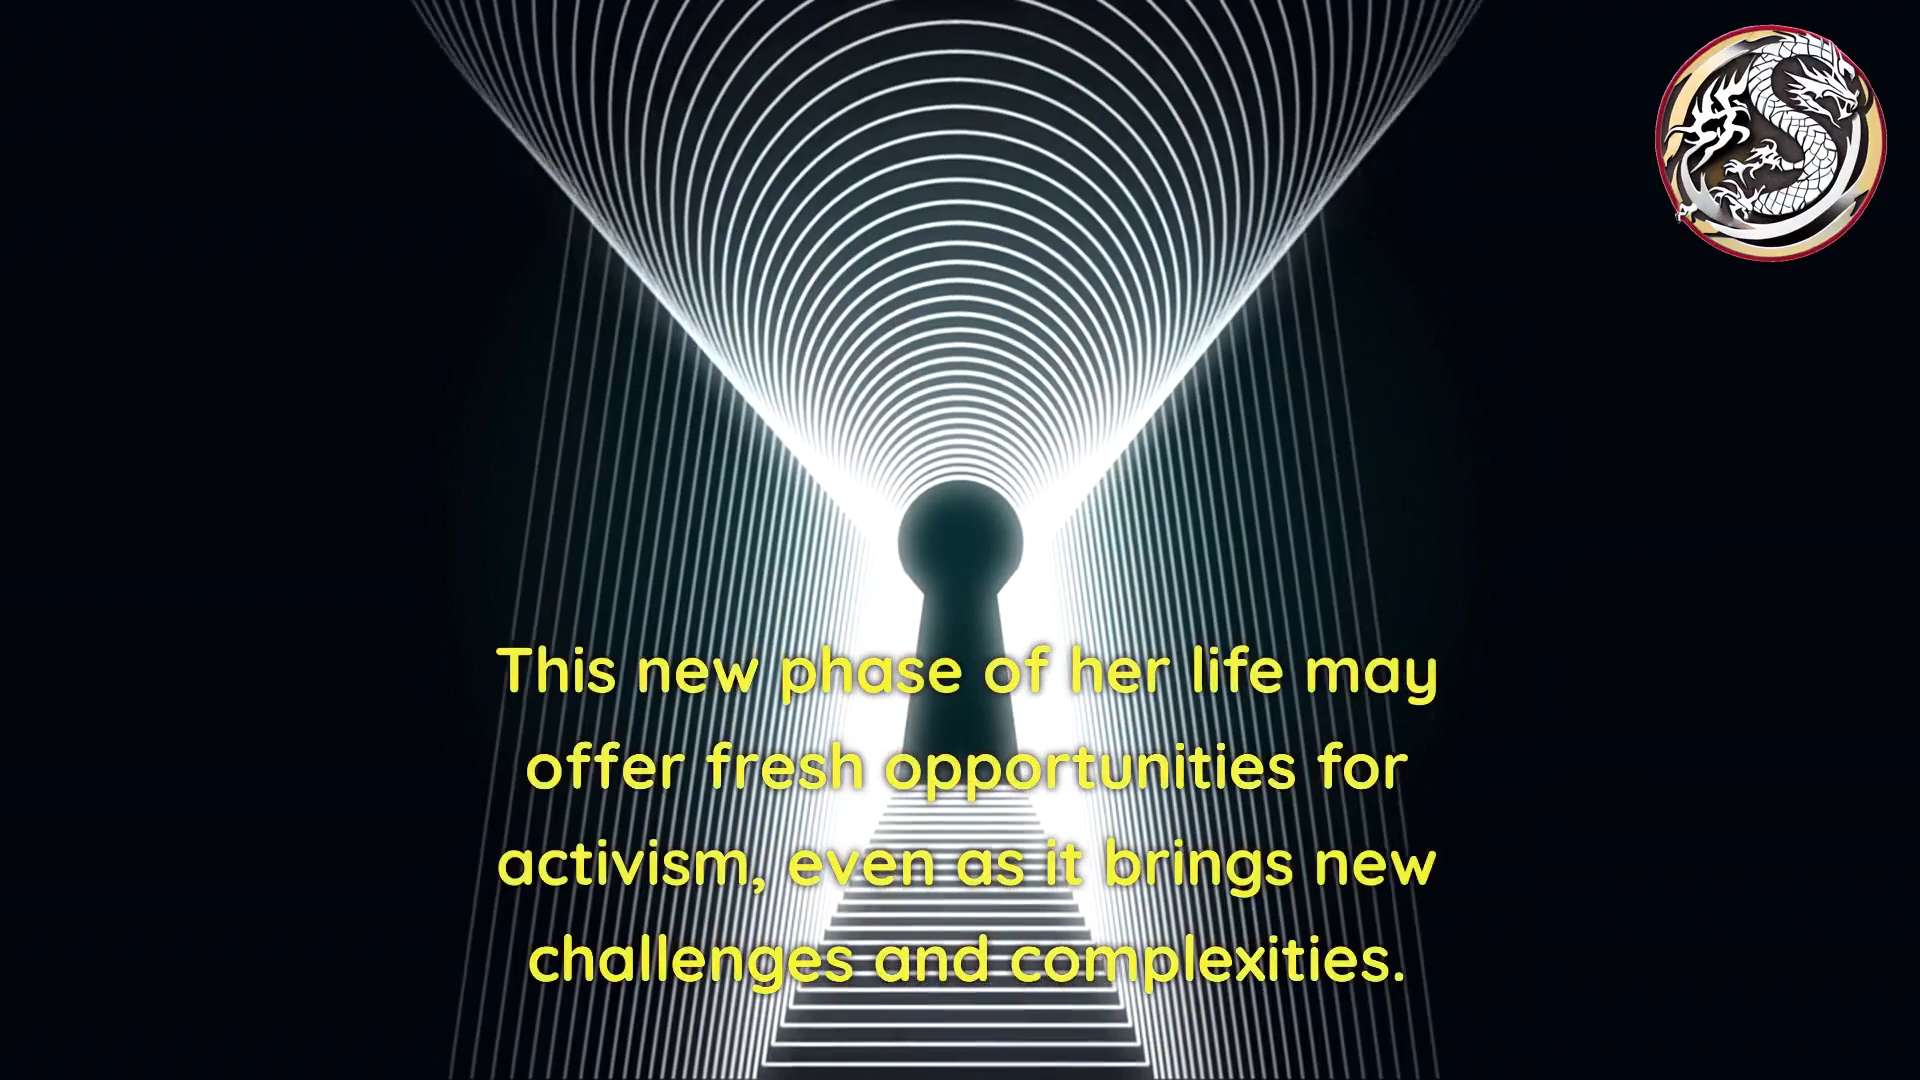 This new phase of her life may
offer fresh opportunities for
activism, even as it brings new
challenges and complexities.